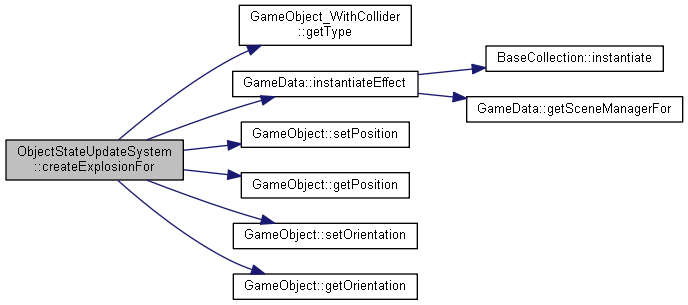 GameObject_WithCollider
::getType
BaseCollection::instantiate
GameData::instantiateEffect
GameData::getSceneManagerFor
GameObject::setPosition
ObjectStateUpdateSystem
::createExplosionFor
GameObject::getPosition
GameObject::setOrientation
GameObject::getOrientation